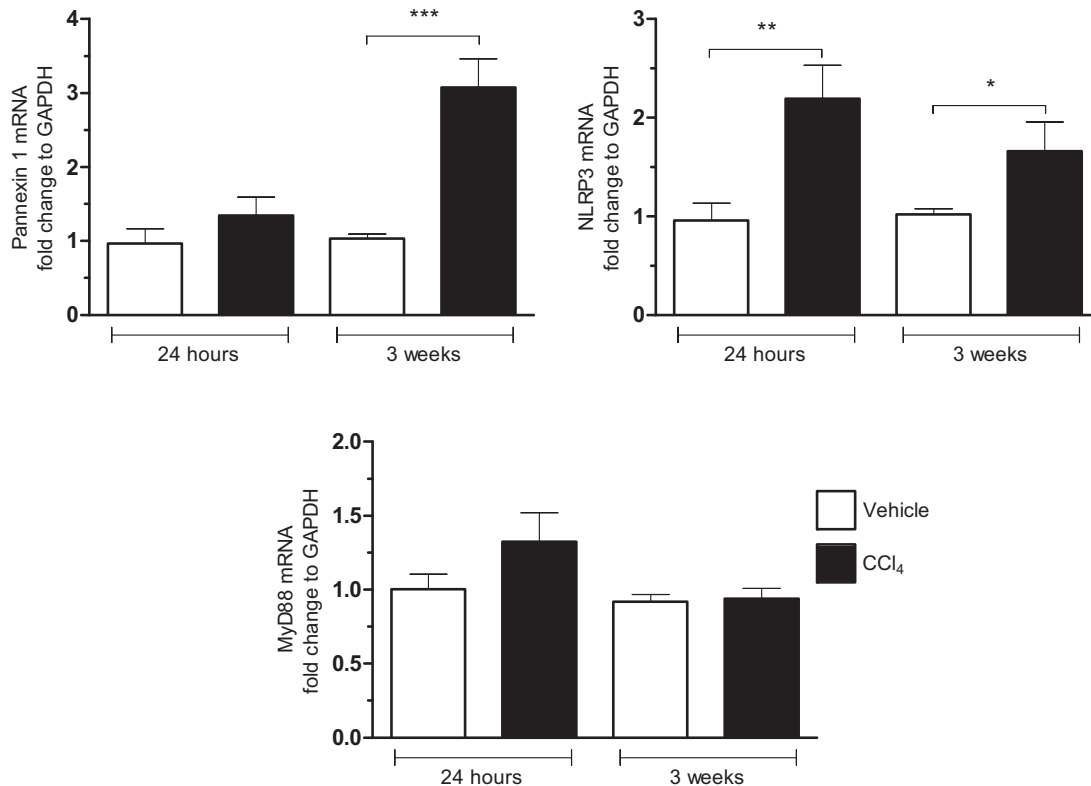 Pannexin 1 mRNA
fold change to GAPDH
4
3
2
1
0
***
24 hours
3 weeks
NLRP3 mRNA
fold change to GAPDH
3
2
1
0
**
*
24 hours
3 weeks
MyD88 mRNA
fold change to GAPDH
2.0
1.5
1.0
0.5
0.0
24 hours
3 weeks
Vehicle
CCl₄